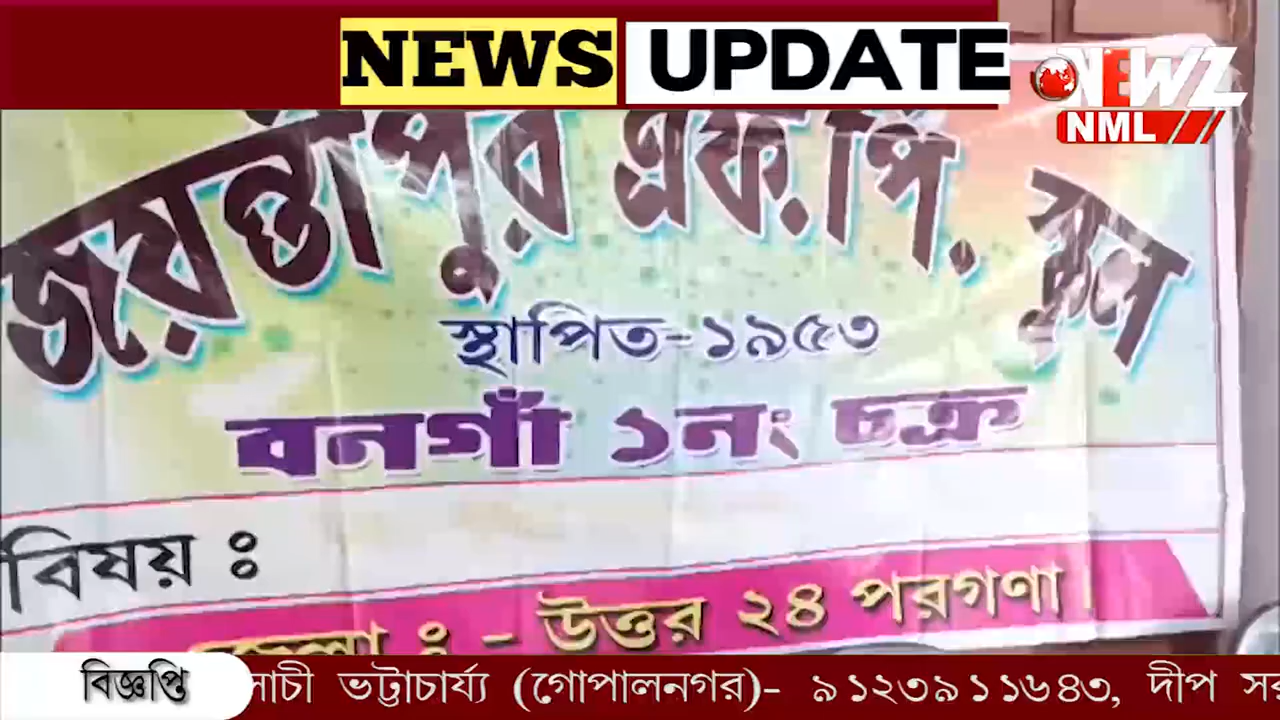 NEWS UPDATE
NEWZ
NML
জয়ন্তীপুর এফ.পি. স্কুল
স্থাপিত-১৯৫৩
বনগাঁ ১নং চক্র
বিষয় ঃ
জেলা ঃ - উত্তর ২৪ পরগণা।
বিজ্ঞপ্তি
সাচী ভট্টাচার্য্য (গোপালনগর)- ৯১২৩৯১১৬৪৩, দীপ